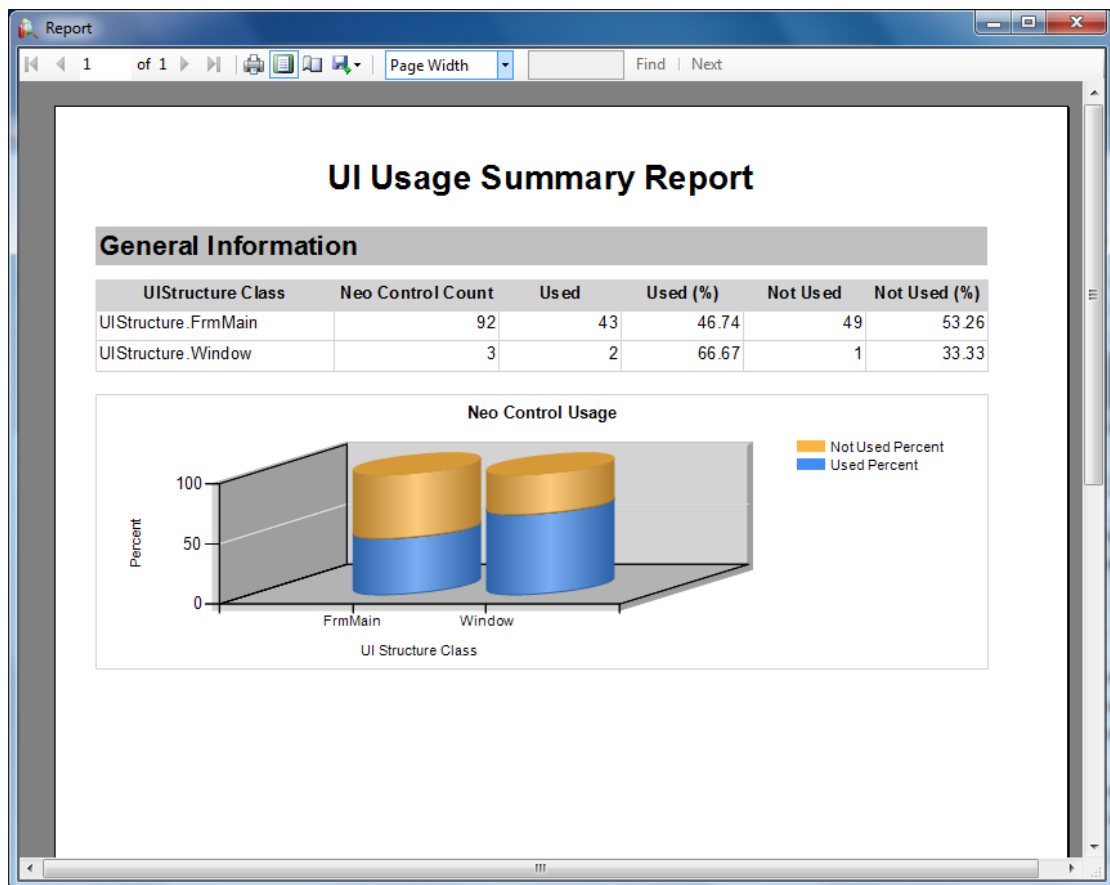 Report
1 of 1 Page Width Find | Next
UI Usage Summary Report
General Information
UIStructure Class Neo Control Count Used Used (%) Not Used Not Used (%)
UIStructure.FrmMain 92 43 46.74 49 53.26
UIStructure.Window 3 2 66.67 1 33.33
Neo Control Usage
Not Used Percent
Used Percent
100
50
0
Percent
FrmMain Window
UI Structure Class